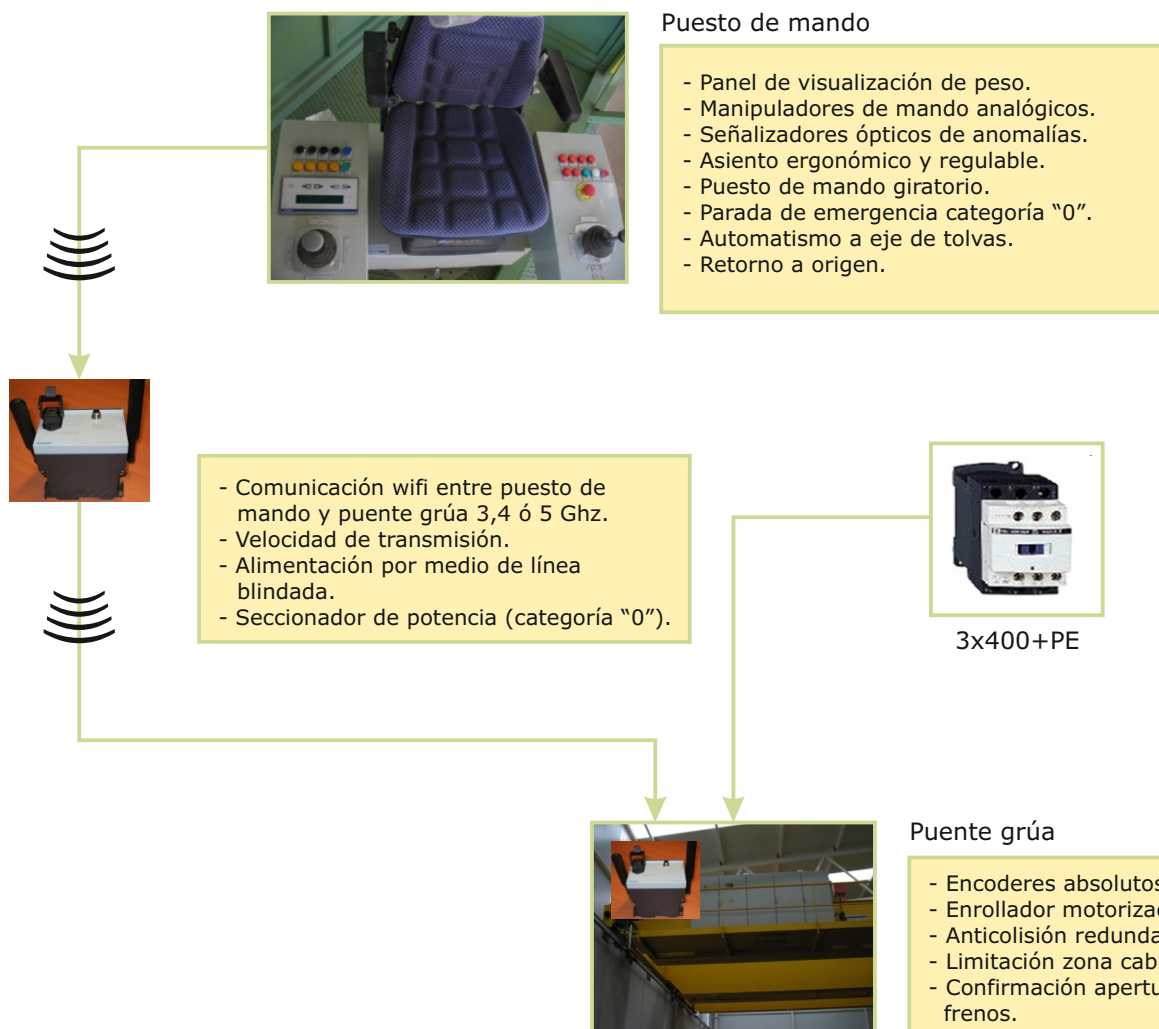 Puesto de mando
- Panel de visualización de peso.
- Manipuladores de mando analógicos.
- Señalizadores ópticos de anomalías.
- Asiento ergonómico y regulable.
- Puesto de mando giratorio.
- Parada de emergencia categoría “0”.
- Automatismo a eje de tolvas.
- Retorno a origen.
- Comunicación wifi entre puesto de
mando y puente grúa 3,4 ó 5 Ghz.
- Velocidad de transmisión.
- Alimentación por medio de línea
blindada.
- Seccionador de potencia (categoría “0”).
3x400+PE
Puente grúa
- Encoderes absolutos
- Enrollador motorizad
- Anticolisión redunda
- Limitación zona cab
- Confirmación apertu
frenos.